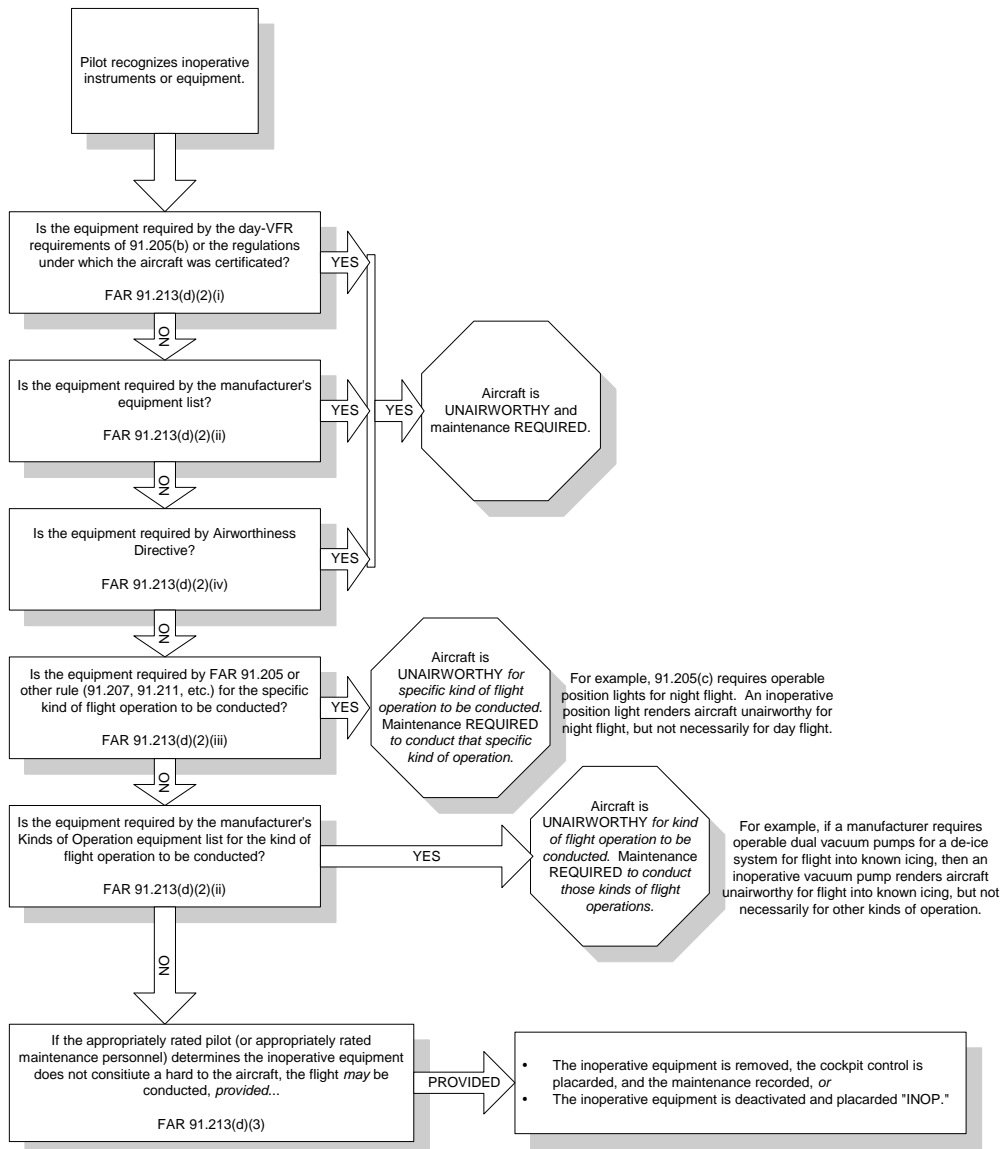 Pilot recognizes inoperative
instruments or equipment.
Is the equipment required by the day-VFR
requirements of 91.205(b) or the regulations
under which the aircraft was certificated?
FAR 91.213(d)(2)(i)
YES
NO
Is the equipment required by the manufacturer's
equipment list?
FAR 91.213(d)(2)(ii)
YES
YES
Aircraft is
UNAIRWORTHY and
maintenance REQUIRED.
NO
Is the equipment required by Airworthiness
Directive?
FAR 91.213(d)(2)(iv)
YES
NO
Is the equipment required by FAR 91.205 or
other rule (91.207, 91.211, etc.) for the specific
kind of flight operation to be conducted?
FAR 91.213(d)(2)(iii)
YES
Aircraft is
UNAIRWORTHY for
specific kind of flight
operation to be conducted.
Maintenance REQUIRED
to conduct that specific
kind of operation.
For example, 91.205(c) requires operable
position lights for night flight. An inoperative
position light renders aircraft unairworthy for
night flight, but not necessarily for day flight.
NO
Is the equipment required by the manufacturer's
Kinds of Operation equipment list for the kind of
flight operation to be conducted?
FAR 91.213(d)(2)(ii)
YES
Aircraft is
UNAIRWORTHY for kind
of flight operation to be
conducted. Maintenance
REQUIRED to conduct
those kinds of flight
operations.
For example, if a manufacturer requires
operable dual vacuum pumps for a de-ice
system for flight into known icing, then an
inoperative vacuum pump renders aircraft
unairworthy for flight into known icing, but not
necessarily for other kinds of operation.
NO
If the appropriately rated pilot (or appropriately rated
maintenance personnel) determines the inoperative equipment
does not consitiute a hard to the aircraft, the flight may be
conducted, provided...
FAR 91.213(d)(3)
PROVIDED
• The inoperative equipment is removed, the cockpit control is
placarded, and the maintenance recorded, or
• The inoperative equipment is deactivated and placarded "INOP."